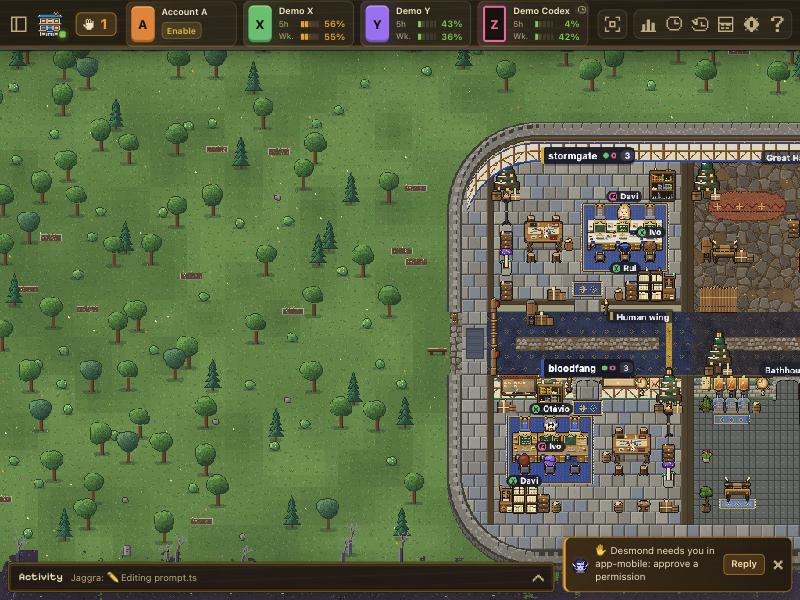 1
A
Account A
Enable
X
Demo X
5h 56%
Wk. 55%
Y
Demo Y
5h 43%
Wk. 36%
Z
Demo Codex
5h 4%
Wk. 42%
stormgate 3
Great H
Davi
Ivo
Rui
Human wing
bloodfang 3
Bathhou
Otávio
Ivo
Davi
Activity Jaggra: ✏️ Editing prompt.ts
✋ Desmond needs you in
app-mobile: approve a
permission
Reply